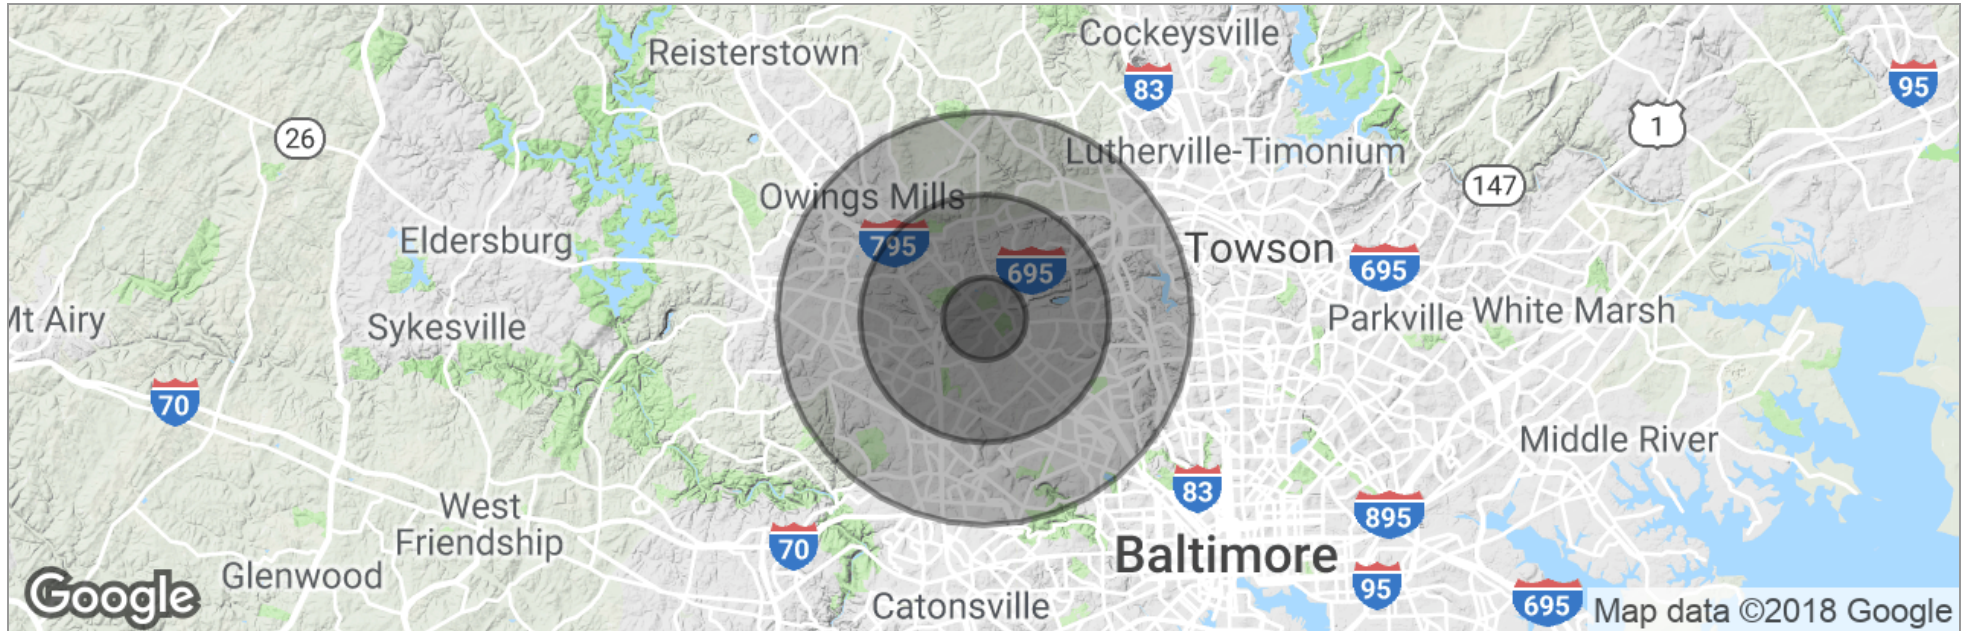 Cockeysville
Reisterstown
83
95
1
26
Lutherville-Timonium
147
Owings Mills
795
Eldersburg
Towson
695
695
Mt Airy
Sykesville
Parkville
White Marsh
70
Middle River
83
West
Friendship
895
70
Baltimore
Glenwood
95
Google
Catonsville
695
Map data ©2018 Google